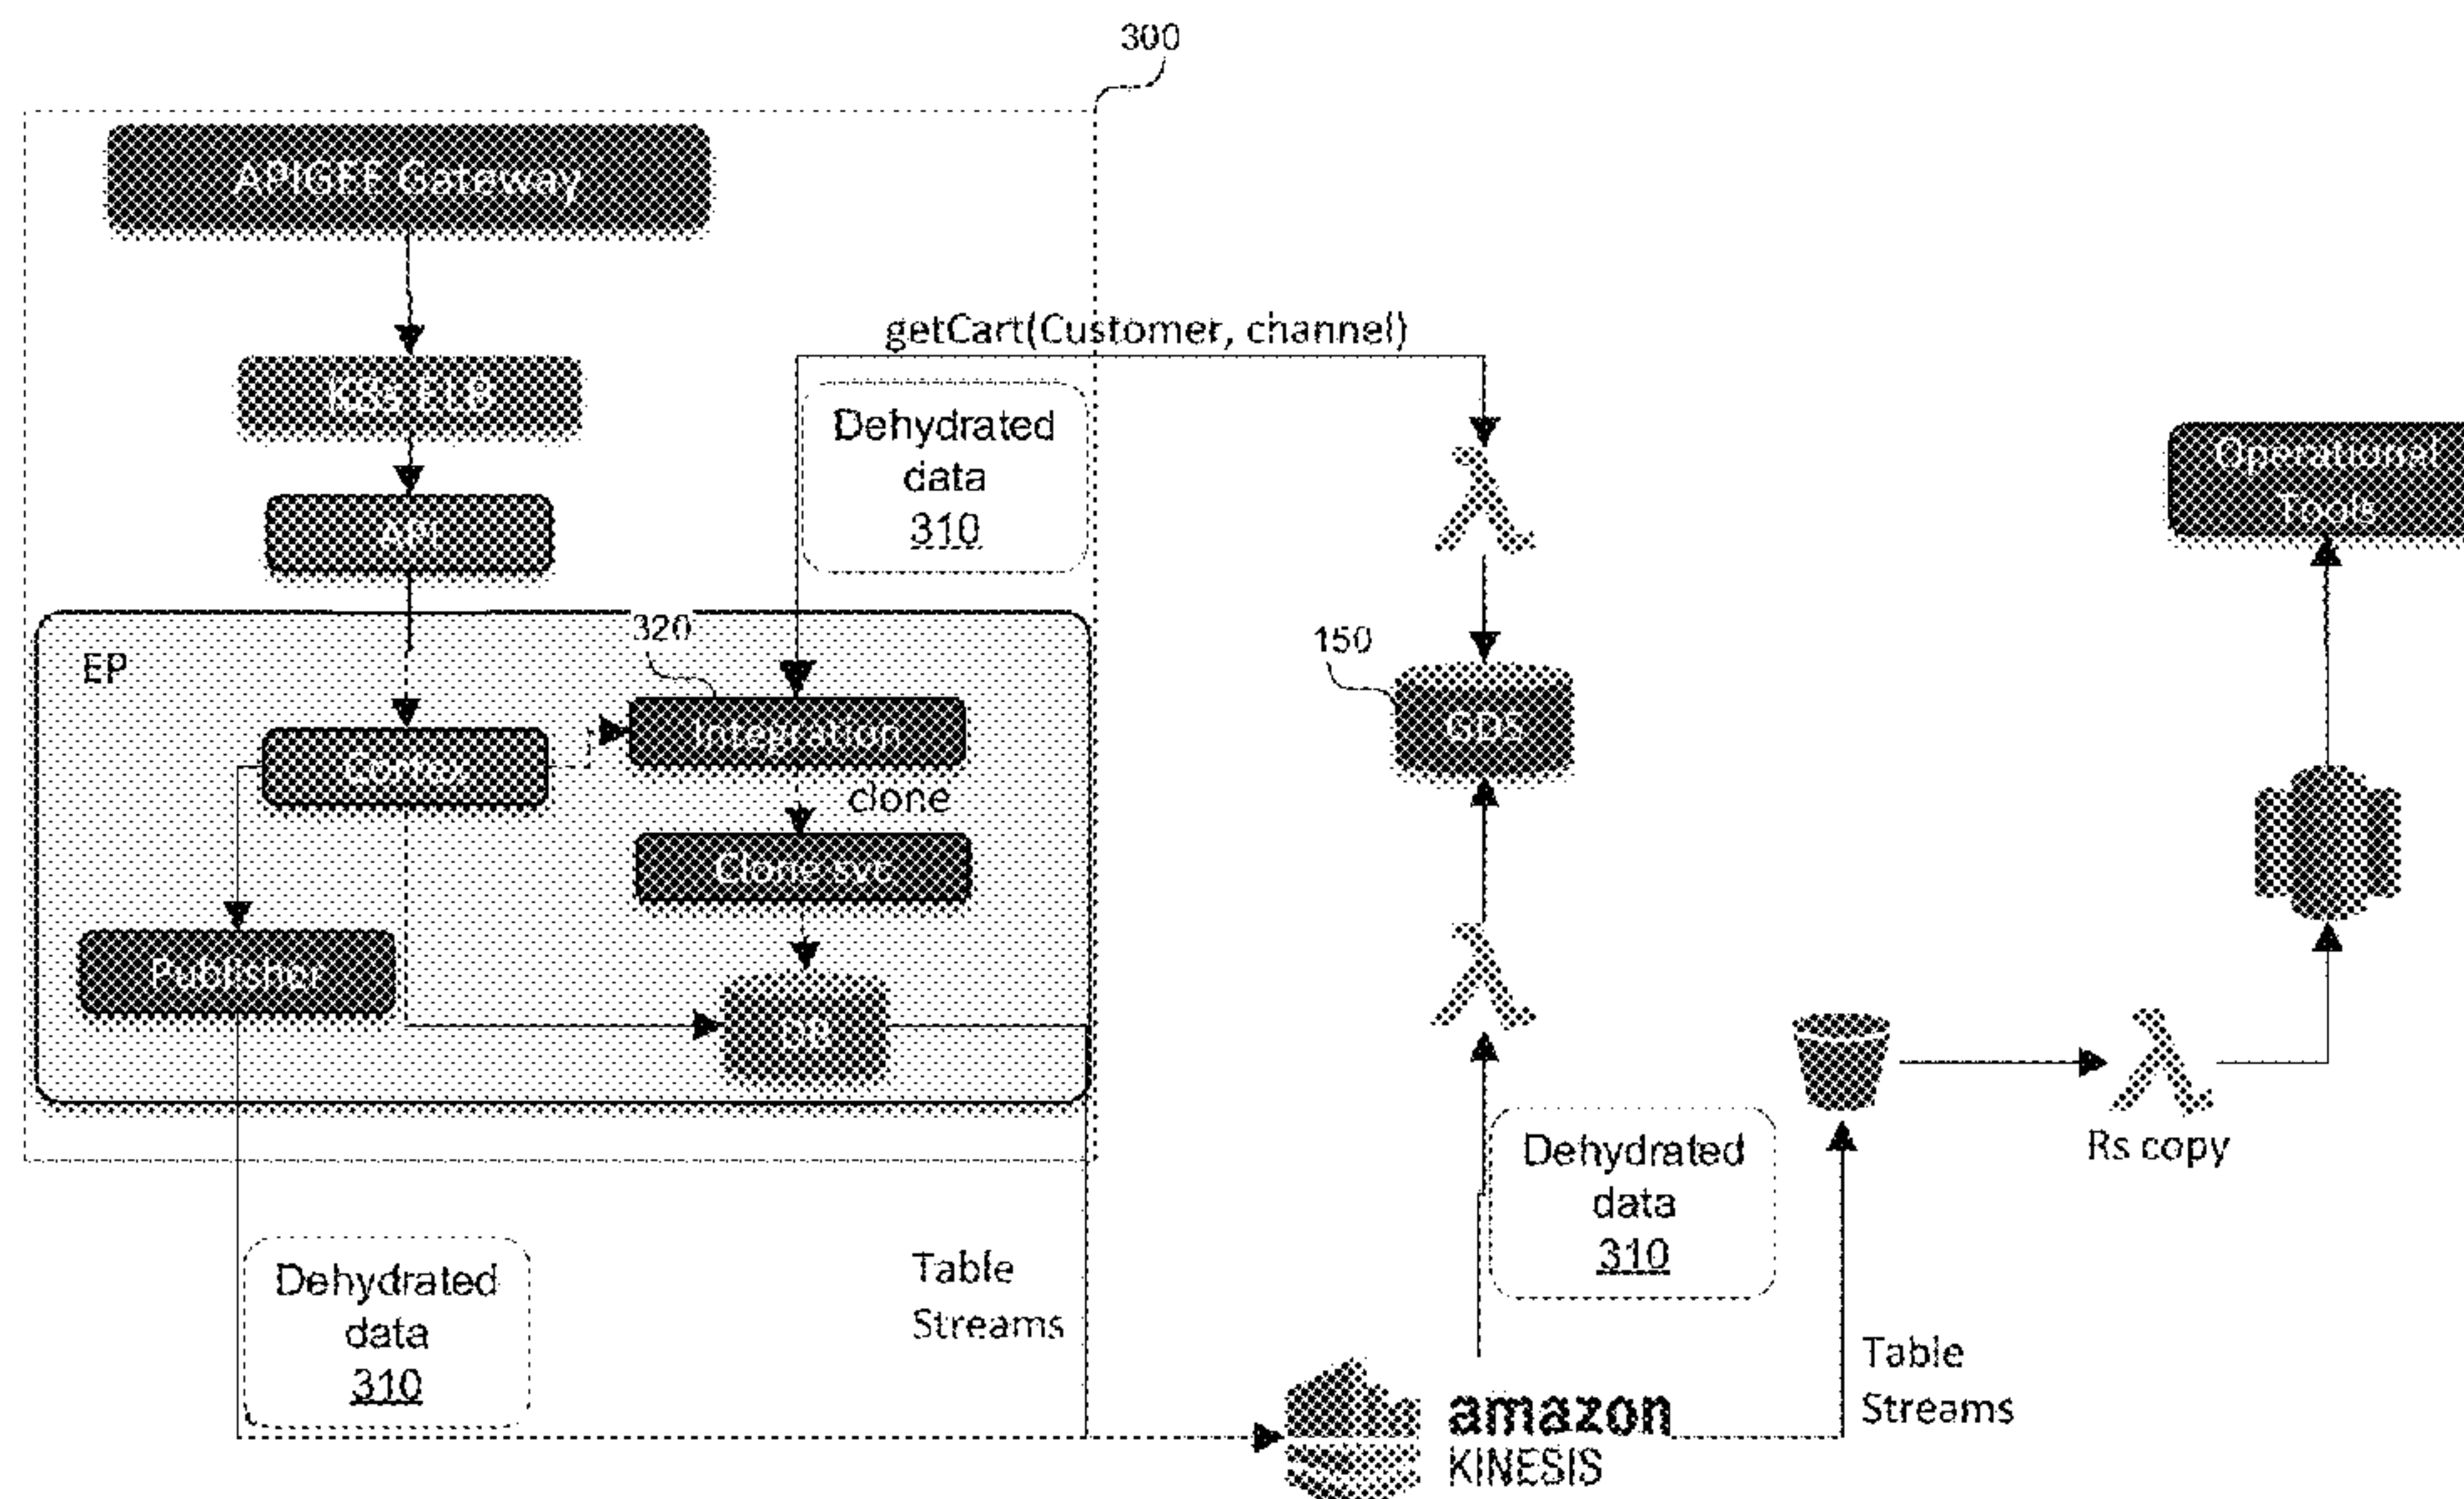 300
APIGEE Gateway
getCart(Customer, channel)
Dehydrated
data
310
API
Operational
Tools
EP
320
150
Integration
GDS
clone
Clone svc
Publisher
DB
Rs copy
Dehydrated
data
310
Dehydrated
data
310
Table
Streams
Table
Streams
amazon
KINESIS